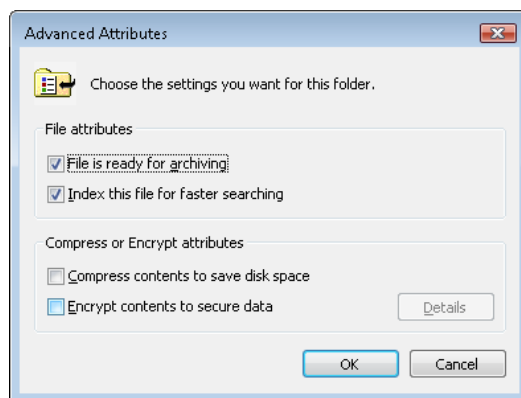 Advanced Attributes
Choose the settings you want for this folder.
File attributes
File is ready for archiving
Index this file for faster searching
Compress or Encrypt attributes
Compress contents to save disk space
Encrypt contents to secure data
Details
OK
Cancel